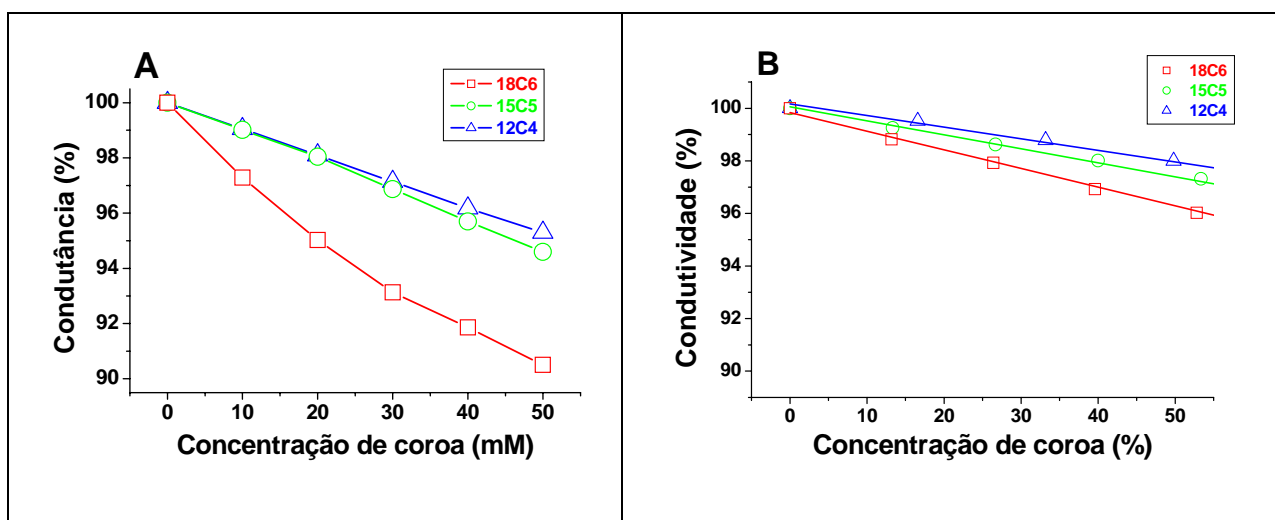 A
18C6
15C5
12C4
Condutância (%)
100
98
96
94
92
90
0 10 20 30 40 50
Concentração de coroa (mM)
B
18C6
15C5
12C4
Condutividade (%)
100
98
96
94
92
90
0 10 20 30 40 50
Concentração de coroa (%)